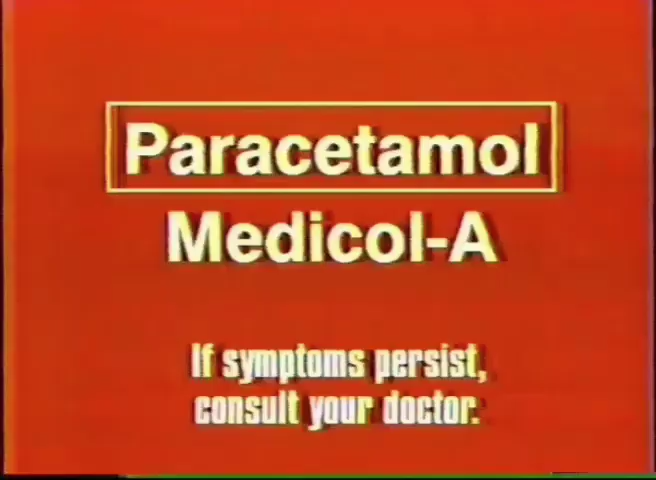 Paracetamol
Medicol-A
If symptoms persist,
consult your doctor.